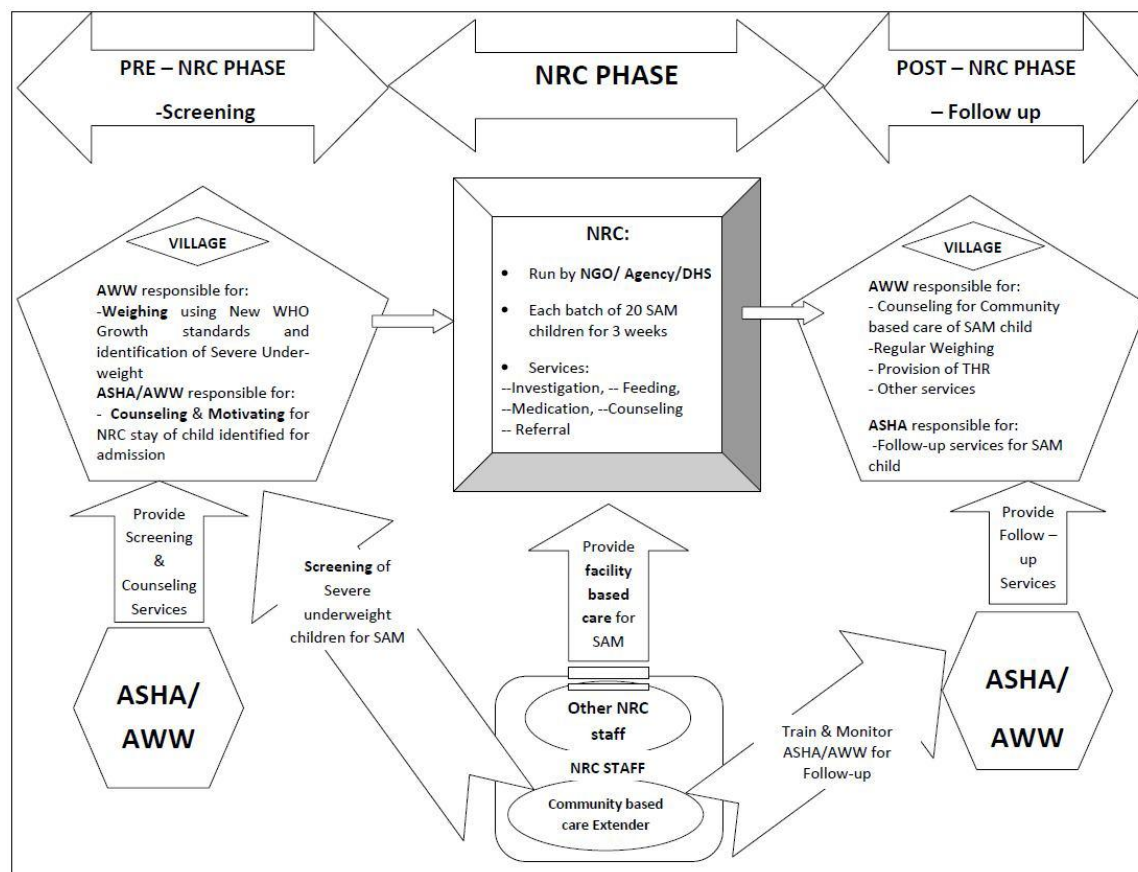 PRE – NRC PHASE
-Screening
NRC PHASE
POST – NRC PHASE
– Follow up
VILLAGE
AWW responsible for:
-Weighing using New WHO
Growth standards and
identification of Severe Under-
weight
ASHA/AWW responsible for:
- Counseling & Motivating for
NRC stay of child identified for
admission
NRC:
• Run by NGO/ Agency/DHS
• Each batch of 20 SAM
children for 3 weeks
• Services:
--Investigation, -- Feeding,
--Medication, --Counseling
-- Referral
VILLAGE
AWW responsible for:
- Counseling for Community
based care of SAM child
-Regular Weighing
- Provision of THR
- Other services
ASHA responsible for:
-Follow-up services for SAM
child
Provide
Screening
&
Counseling
Services
Screening of
Severe
underweight
children for SAM
Provide
facility
based
care for
SAM
Provide
Follow –
up
Services
ASHA/
AWW
Other NRC
staff
NRC STAFF
Community based
care Extender
Train & Monitor
ASHA/AWW for
Follow-up
ASHA/
AWW